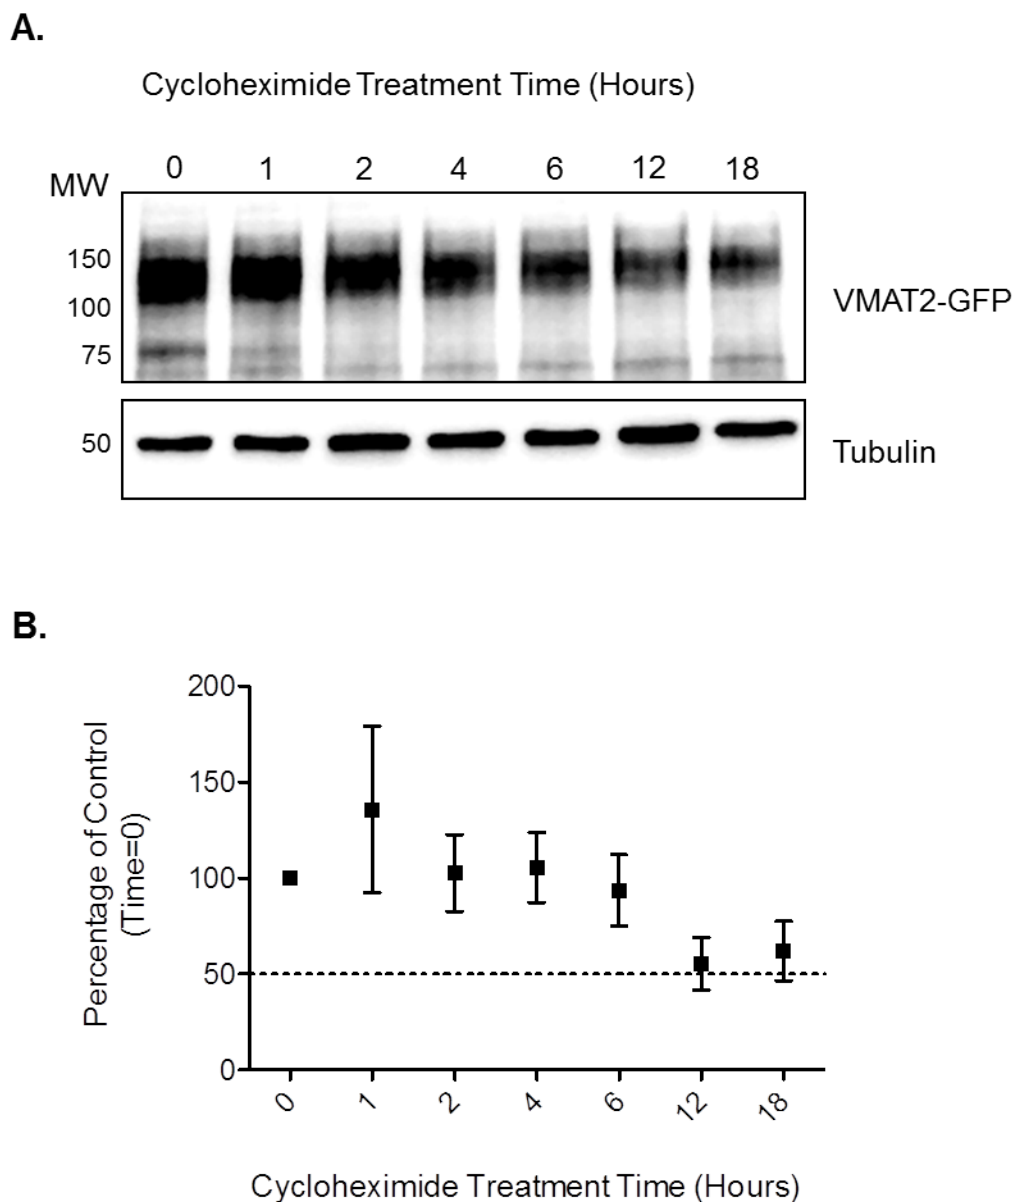 A.
Cycloheximide Treatment Time (Hours)
MW 0 1 2 4 6 12 18
150
100
75
VMAT2-GFP
50
Tubulin
B.
200
150
100
50
0
Percentage of Control
(Time=0)
0 1 2 4 6 12 18
Cycloheximide Treatment Time (Hours)